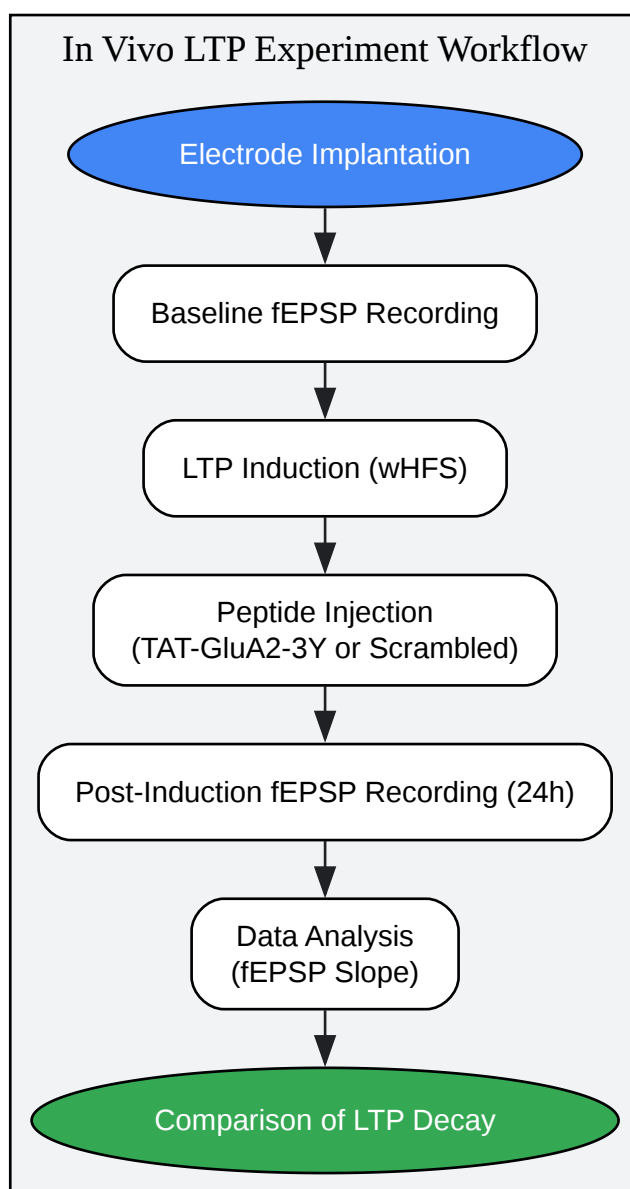 In Vivo LTP Experiment Workflow
Electrode Implantation
Baseline fEPSP Recording
LTP Induction (wHFS)
Peptide Injection
(TAT-GluA2-3Y or Scrambled)
Post-Induction fEPSP Recording (24h)
Data Analysis
(fEPSP Slope)
Comparison of LTP Decay